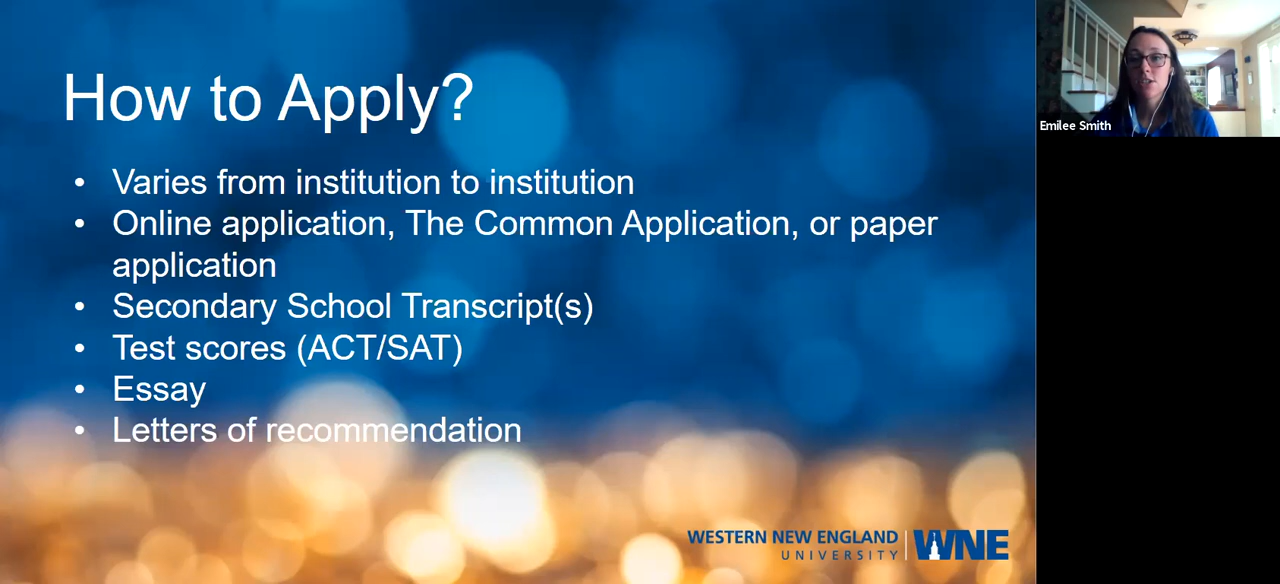 How to Apply?
• Varies from institution to institution
• Online application, The Common Application, or paper
application
• Secondary School Transcript(s)
• Test scores (ACT/SAT)
• Essay
• Letters of recommendation
WESTERN NEW ENGLAND
UNIVERSITY
WNE
Emilee Smith